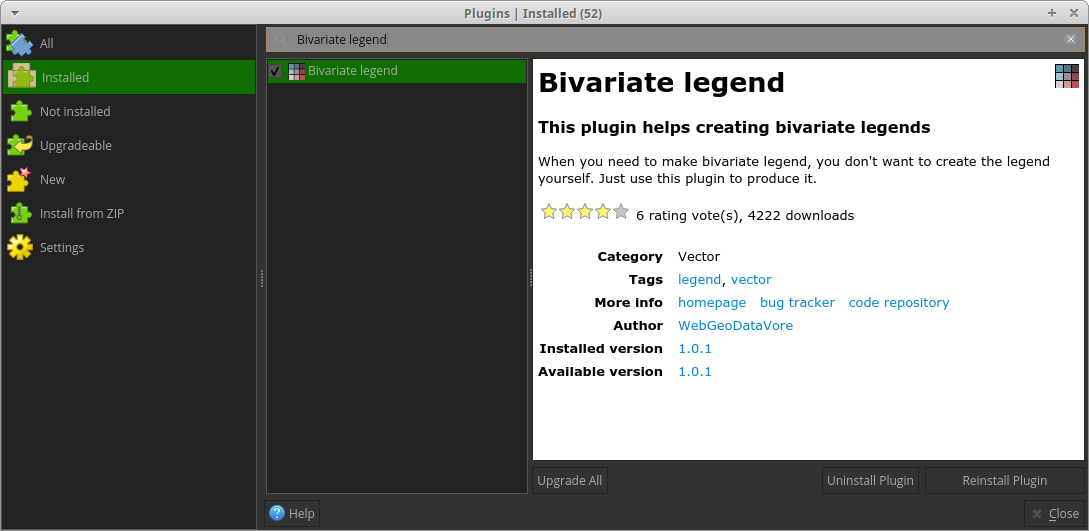 Plugins | Installed (52)
All
Installed
Not installed
Upgradeable
New
Install from ZIP
Settings
Bivariate legend
Bivariate legend
Bivariate legend
This plugin helps creating bivariate legends
When you need to make bivariate legend, you don't want to create the legend
yourself. Just use this plugin to produce it.
6 rating vote(s), 4222 downloads
Category Vector
Tags legend, vector
More info homepage bug tracker code repository
Author WebGeoDataVore
Installed version 1.0.1
Available version 1.0.1
Upgrade All Uninstall Plugin Reinstall Plugin
Help Close